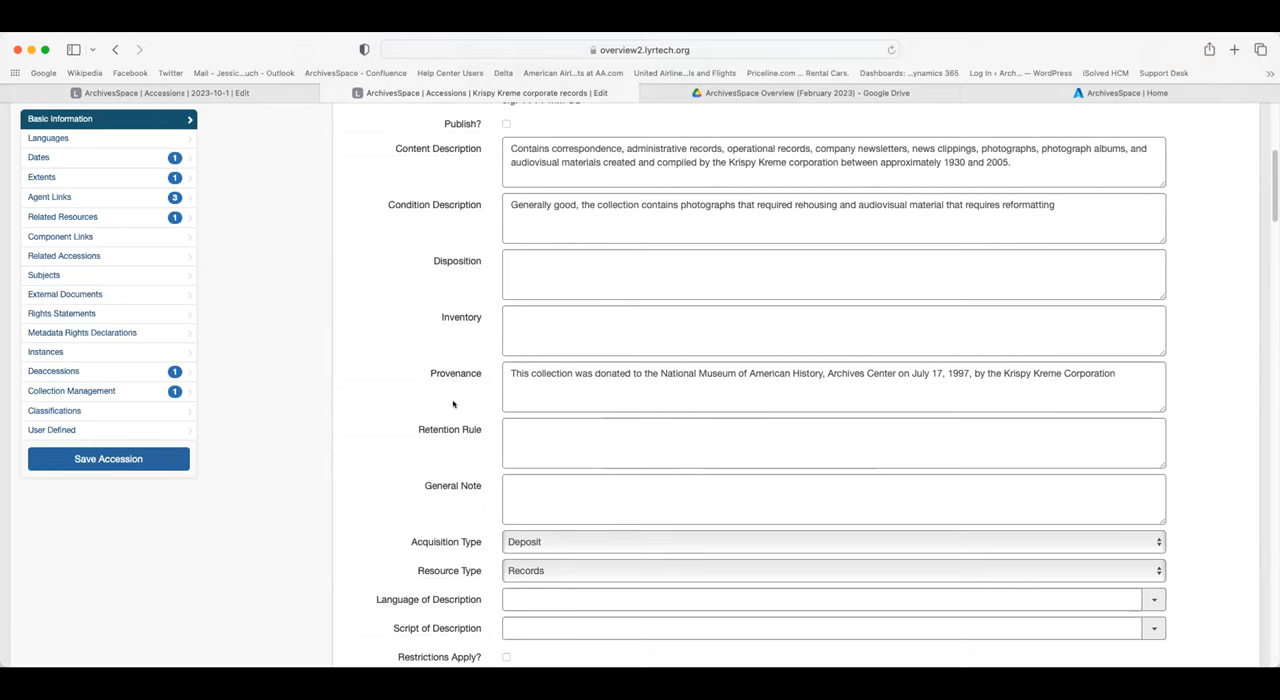 overview2.lyrtech.org
Google
Wikipedia
Facebook
Twitter
Mail - Jessic...uch - Outlook
ArchivesSpace - Confluence
Help Center Users
Delta
American Airl...ts at AA.com
United Airline...ls and Flights
Priceline.com ... Rental Cars.
Dashboards: ...ynamics 365
Log In ‹ Arch... — WordPress
iSolved HCM
Support Desk
ArchivesSpace | Accessions | 2023-10-1 | Edit
ArchivesSpace | Accessions | Krispy Kreme corporate records | Edit
ArchivesSpace Overview (February 2023) - Google Drive
ArchivesSpace | Home
Basic Information
Languages
Dates 1
Extents 1
Agent Links 3
Related Resources 1
Component Links
Related Accessions
Subjects
External Documents
Rights Statements
Metadata Rights Declarations
Instances
Deaccessions 1
Collection Management 1
Classifications
User Defined
Save Accession
Publish?
Content Description
Contains correspondence, administrative records, operational records, company newsletters, news clippings, photographs, photograph albums, and
audiovisual materials created and compiled by the Krispy Kreme corporation between approximately 1930 and 2005.
Condition Description
Generally good, the collection contains photographs that required rehousing and audiovisual material that requires reformatting
Disposition
Inventory
Provenance
This collection was donated to the National Museum of American History, Archives Center on July 17, 1997, by the Krispy Kreme Corporation
Retention Rule
General Note
Acquisition Type
Deposit
Resource Type
Records
Language of Description
Script of Description
Restrictions Apply?